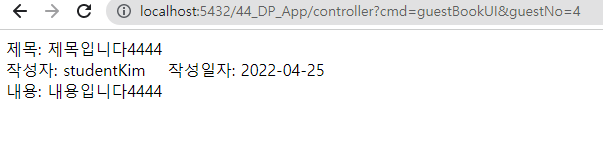 localhost:5432/44_DP_App/controller?cmd=guestBookUI&guestNo=4
제목: 제목입니다4444
작성자: studentKim 작성일자: 2022-04-25
내용: 내용입니다4444